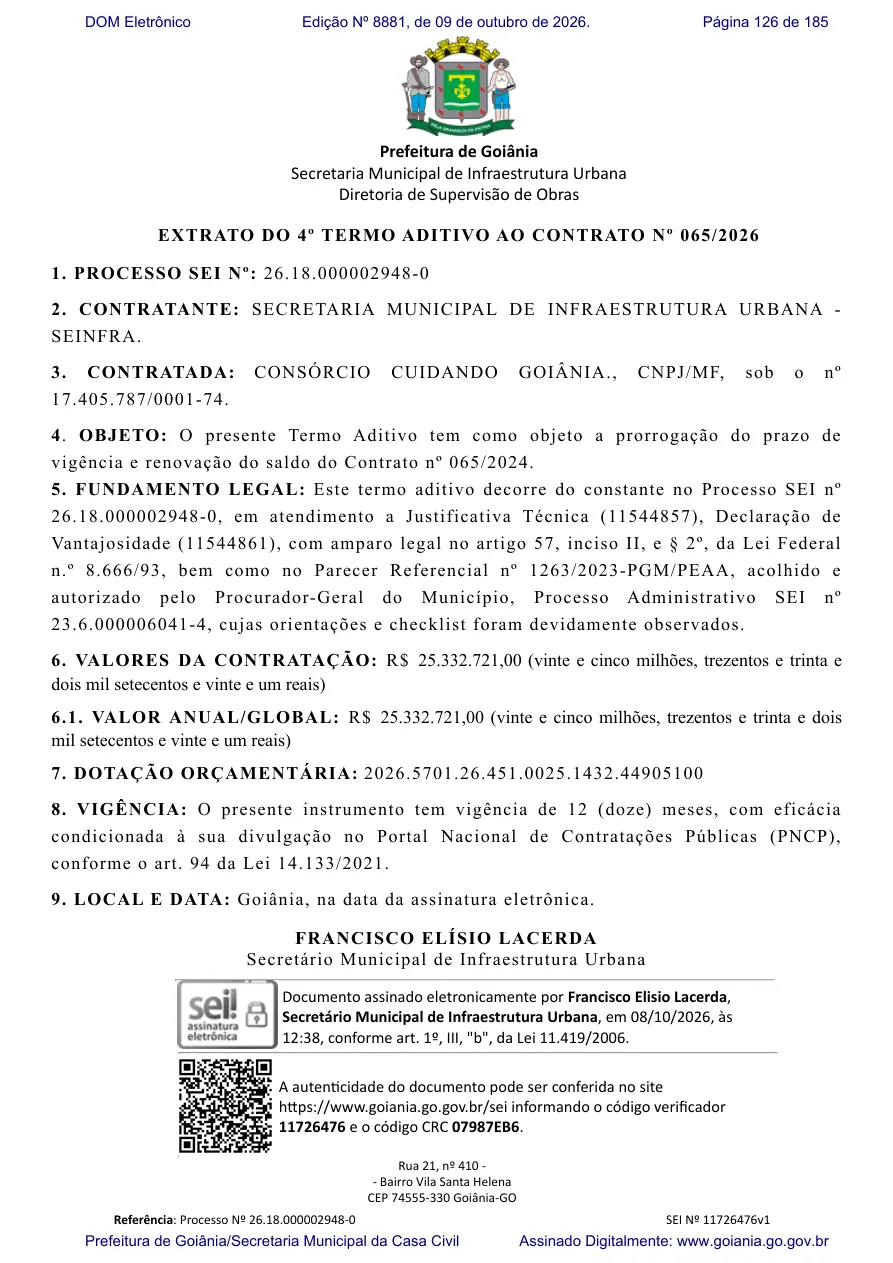 DOM Eletrônico Edição Nº 8881, de 09 de outubro de 2026. Página 126 de 185
PELA GRANDEZA DA PÁTRIA
Prefeitura de Goiânia
Secretaria Municipal de Infraestrutura Urbana
Diretoria de Supervisão de Obras
EXTRATO DO 4º TERMO ADITIVO AO CONTRATO Nº 065/2026
1. PROCESSO SEI Nº: 26.18.000002948-0
2. CONTRATANTE: SECRETARIA MUNICIPAL DE INFRAESTRUTURA URBANA -
SEINFRA.
3. CONTRATADA: CONSÓRCIO CUIDANDO GOIÂNIA., CNPJ/MF, sob o nº
17.405.787/0001-74.
4. OBJETO: O presente Termo Aditivo tem como objeto a prorrogação do prazo de
vigência e renovação do saldo do Contrato nº 065/2024.
5. FUNDAMENTO LEGAL: Este termo aditivo decorre do constante no Processo SEI nº
26.18.000002948-0, em atendimento a Justificativa Técnica (11544857), Declaração de
Vantajosidade (11544861), com amparo legal no artigo 57, inciso II, e § 2º, da Lei Federal
n.º 8.666/93, bem como no Parecer Referencial nº 1263/2023-PGM/PEAA, acolhido e
autorizado pelo Procurador-Geral do Município, Processo Administrativo SEI nº
23.6.000006041-4, cujas orientações e checklist foram devidamente observados.
6. VALORES DA CONTRATAÇÃO: R$ 25.332.721,00 (vinte e cinco milhões, trezentos e trinta e
dois mil setecentos e vinte e um reais)
6.1. VALOR ANUAL/GLOBAL: R$ 25.332.721,00 (vinte e cinco milhões, trezentos e trinta e dois
mil setecentos e vinte e um reais)
7. DOTAÇÃO ORÇAMENTÁRIA: 2026.5701.26.451.0025.1432.44905100
8. VIGÊNCIA: O presente instrumento tem vigência de 12 (doze) meses, com eficácia
condicionada à sua divulgação no Portal Nacional de Contratações Públicas (PNCP),
conforme o art. 94 da Lei 14.133/2021.
9. LOCAL E DATA: Goiânia, na data da assinatura eletrônica.
FRANCISCO ELÍSIO LACERDA
Secretário Municipal de Infraestrutura Urbana
sei!
assinatura
eletrônica
Documento assinado eletronicamente por Francisco Elisio Lacerda,
Secretário Municipal de Infraestrutura Urbana, em 08/10/2026, às
12:38, conforme art. 1º, III, "b", da Lei 11.419/2006.
A autenticidade do documento pode ser conferida no site
https://www.goiania.go.gov.br/sei informando o código verificador
11726476 e o código CRC 07987EB6.
Rua 21, nº 410 -
- Bairro Vila Santa Helena
CEP 74555-330 Goiânia-GO
Referência: Processo Nº 26.18.000002948-0 SEI Nº 11726476v1
Prefeitura de Goiânia/Secretaria Municipal da Casa Civil Assinado Digitalmente: www.goiania.go.gov.br